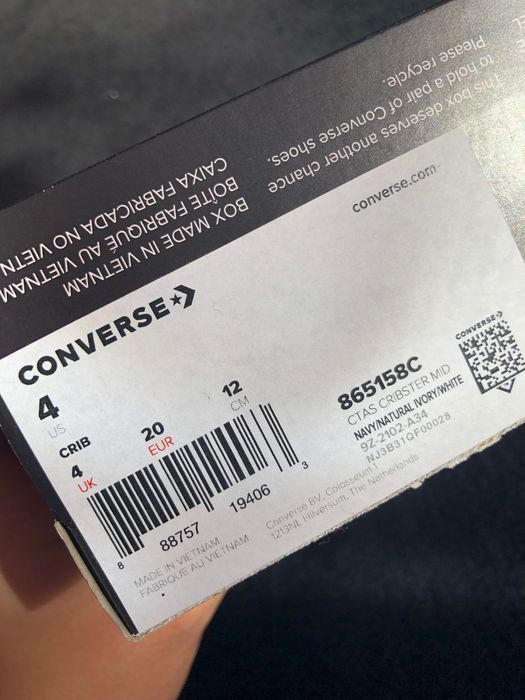 This box deserves another chance
to hold a pair of Converse shoes.
Please recycle.
BOX MADE IN VIETNAM
BOÎTE FABRIQUÉ AU VIETNAM
CAIXA FABRICADA NO VIETN
converse.com
CONVERSE
4
US
CRIB
4
UK
20
EUR
12
CM
865158C
CTAS CRIBSTER MID
NAVY/NATURAL IVORY/WHITE
9Z-2102-A34
NJ3B31QF00028
CONVERSE
8 88757 19406 3
MADE IN VIETNAM
FABRIQUE AU VIETNAM
Converse BV, Colosseum 1
1213NL Hilversum, The Netherlands